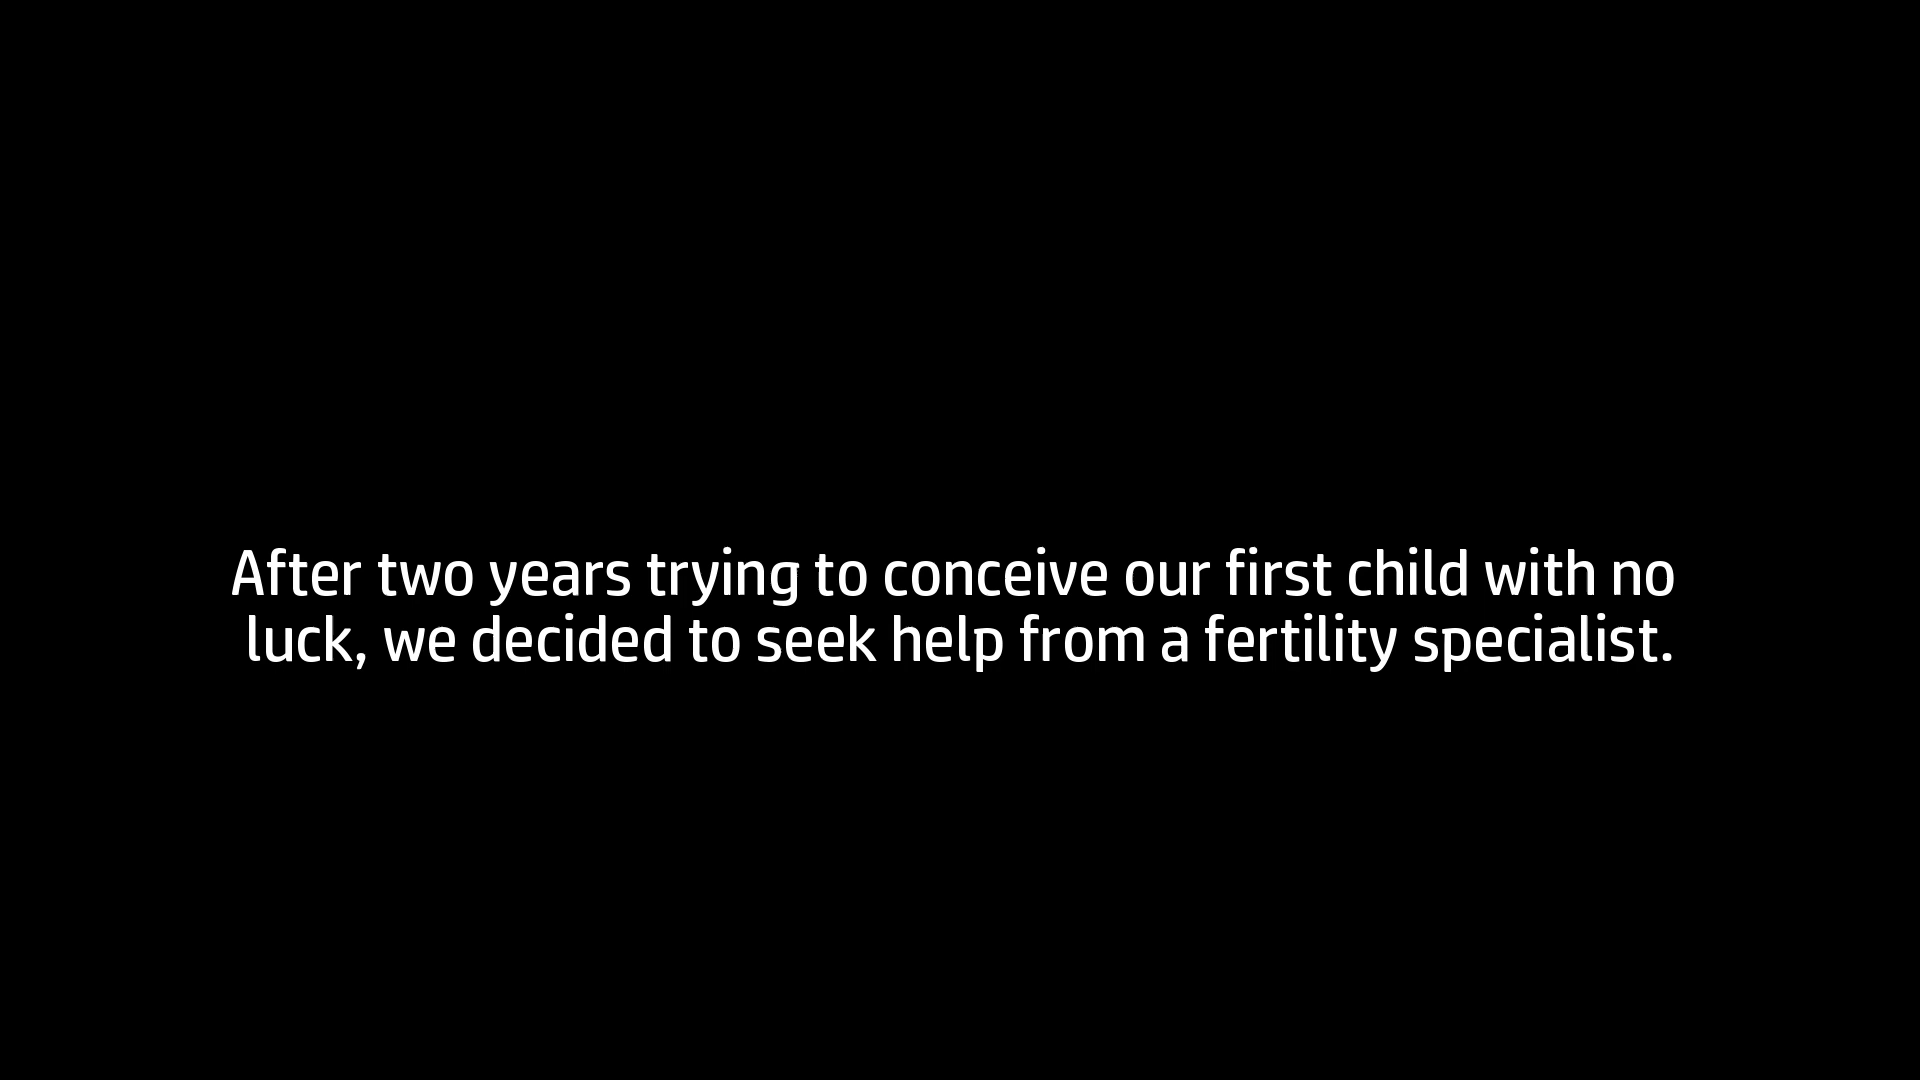 After two years trying to conceive our first child with no
luck, we decided to seek help from a fertility specialist.